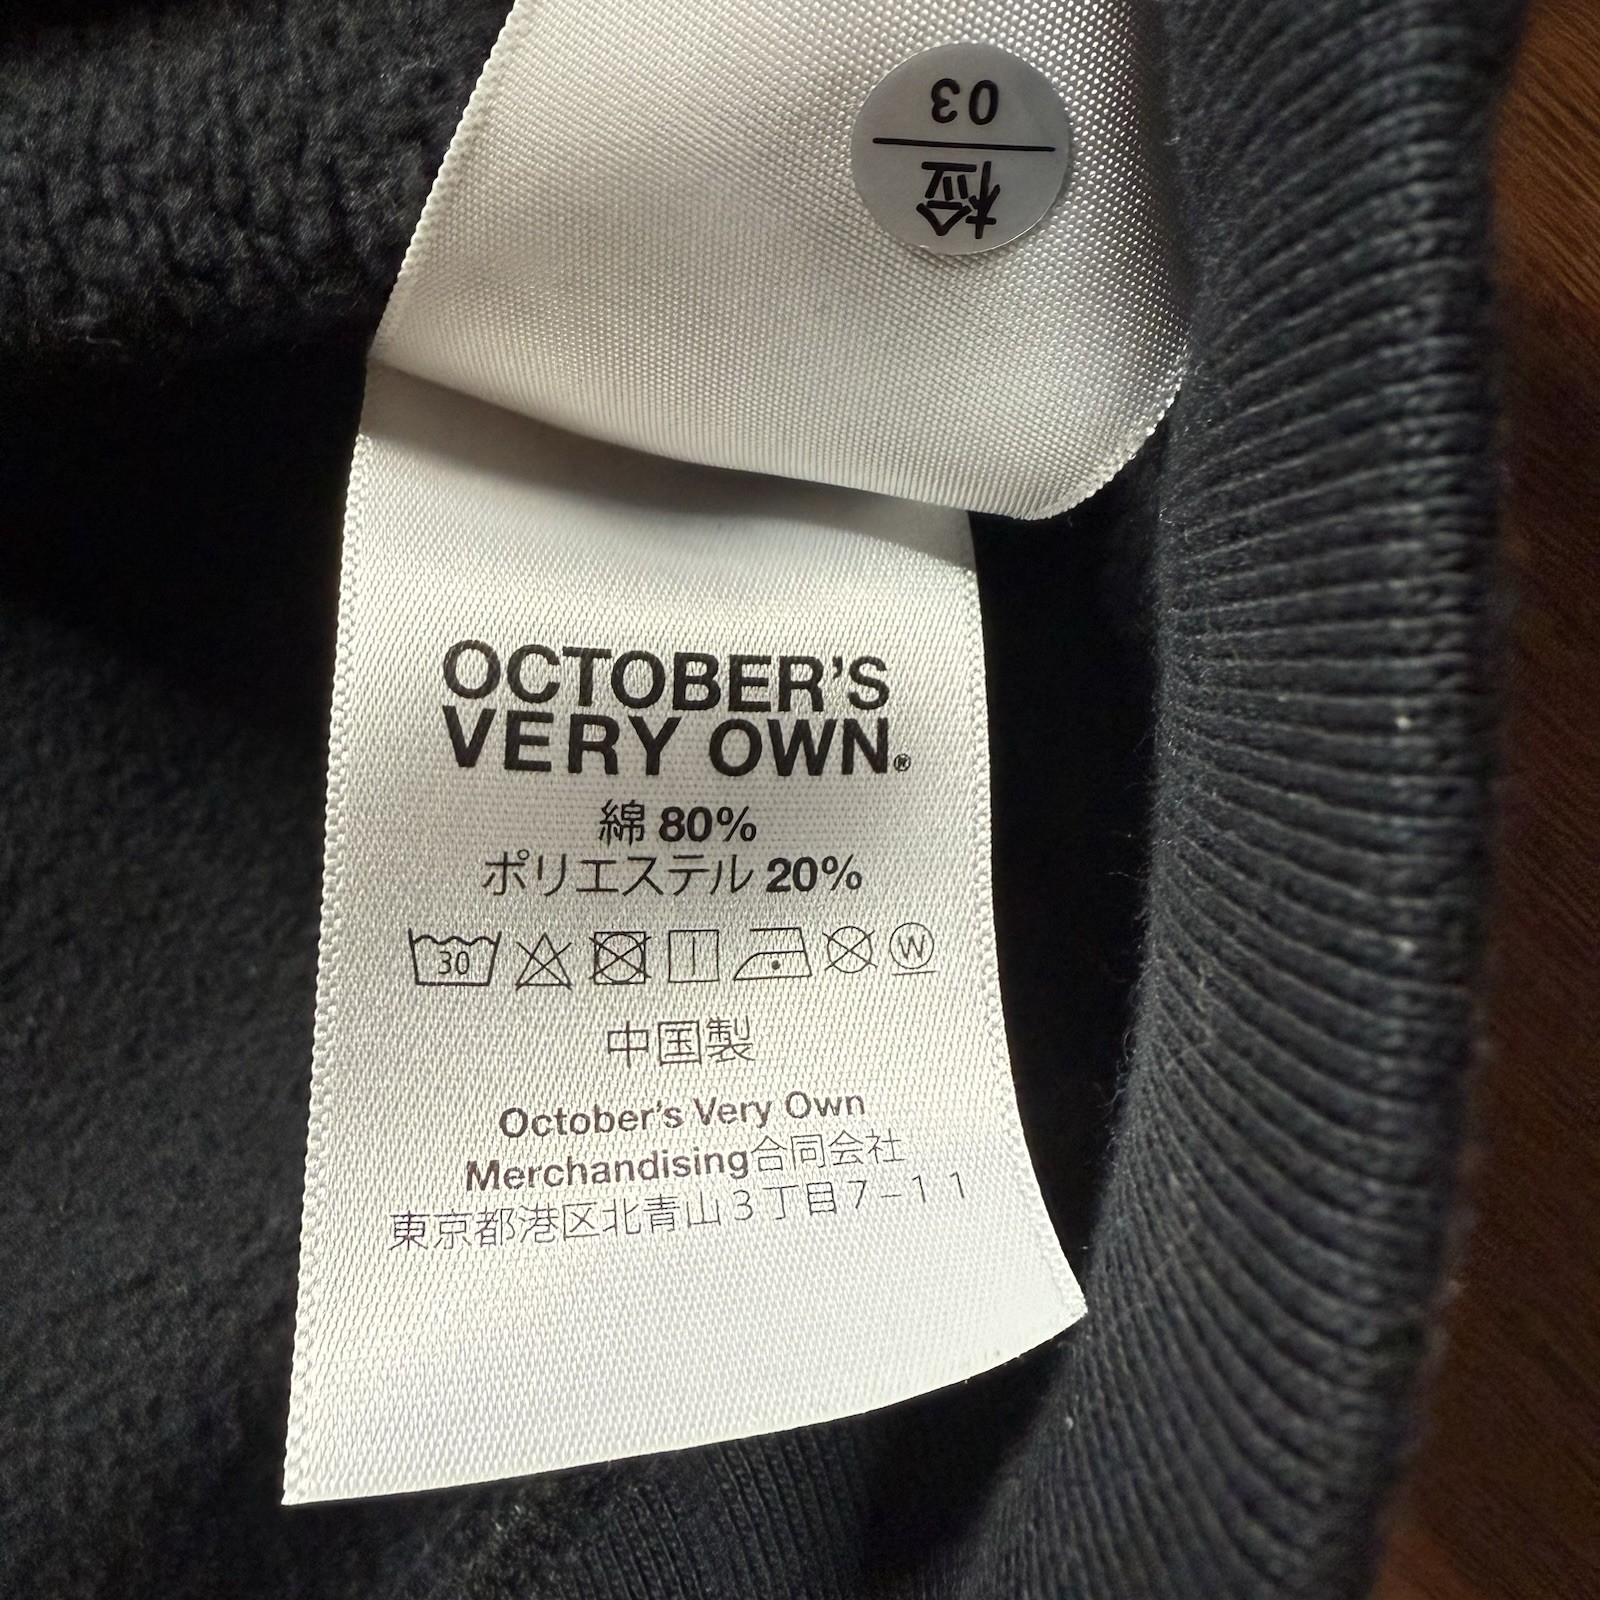 検
03
OCTOBER'S
VERY OWN®
綿 80%
ポリエステル 20%
30 W
中国製
October's Very Own
Merchandising合同会社
東京都港区北青山3丁目7-11